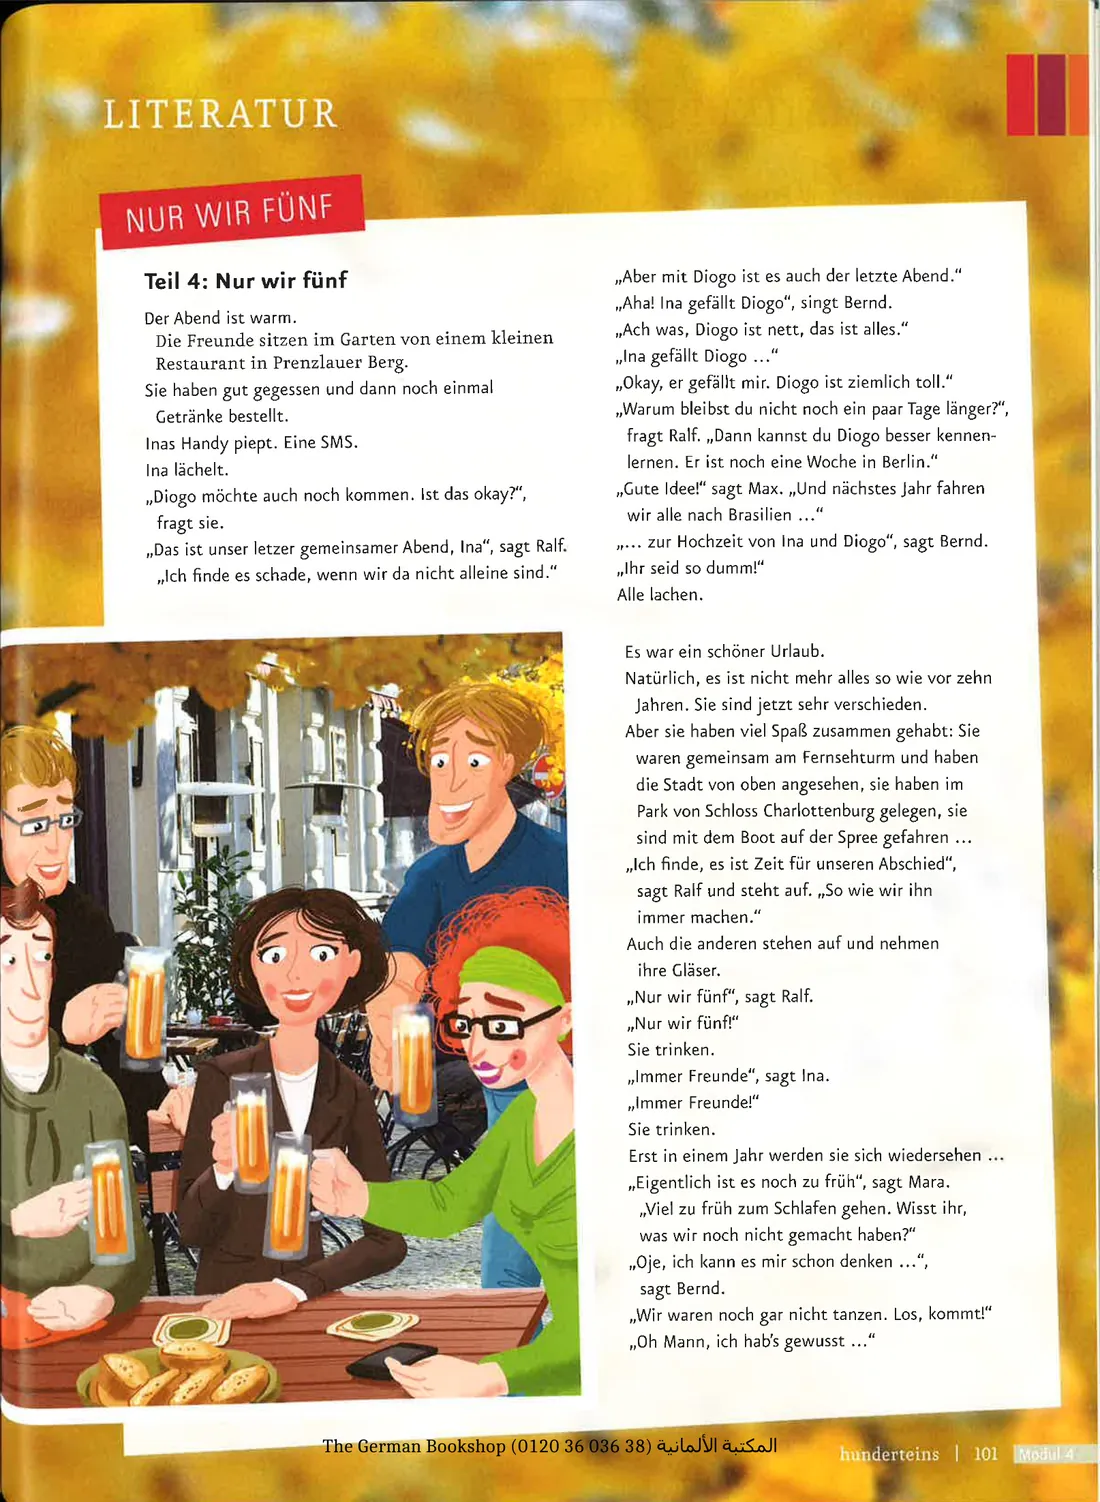 LITERATUR
NUR WIR FÜNF
Teil 4: Nur wir fünf
Der Abend ist warm.
Die Freunde sitzen im Garten von einem kleinen
Restaurant in Prenzlauer Berg.
Sie haben gut gegessen und dann noch einmal
Getränke bestellt.
Inas Handy piept. Eine SMS.
Ina lächelt.
„Diogo möchte auch noch kommen. Ist das okay?“,
fragt sie.
„Das ist unser letzer gemeinsamer Abend, Ina“, sagt Ralf.
„Ich finde es schade, wenn wir da nicht alleine sind.“
„Aber mit Diogo ist es auch der letzte Abend.“
„Aha! Ina gefällt Diogo“, singt Bernd.
„Ach was, Diogo ist nett, das ist alles.“
„Ina gefällt Diogo ...“
„Okay, er gefällt mir. Diogo ist ziemlich toll.“
„Warum bleibst du nicht noch ein paar Tage länger?“,
fragt Ralf. „Dann kannst du Diogo besser kennen-
lernen. Er ist noch eine Woche in Berlin.“
„Gute Idee!“ sagt Max. „Und nächstes Jahr fahren
wir alle nach Brasilien ...“
„... zur Hochzeit von Ina und Diogo“, sagt Bernd.
„Ihr seid so dumm!“
Alle lachen.
Es war ein schöner Urlaub.
Natürlich, es ist nicht mehr alles so wie vor zehn
Jahren. Sie sind jetzt sehr verschieden.
Aber sie haben viel Spaß zusammen gehabt: Sie
waren gemeinsam am Fernsehturm und haben
die Stadt von oben angesehen, sie haben im
Park von Schloss Charlottenburg gelegen, sie
sind mit dem Boot auf der Spree gefahren ...
„Ich finde, es ist Zeit für unseren Abschied“,
sagt Ralf und steht auf. „So wie wir ihn
immer machen.“
Auch die anderen stehen auf und nehmen
ihre Gläser.
„Nur wir fünf“, sagt Ralf.
„Nur wir fünf!“
Sie trinken.
„Immer Freunde“, sagt Ina.
„Immer Freunde!“
Sie trinken.
Erst in einem Jahr werden sie sich wiedersehen ...
„Eigentlich ist es noch zu früh“, sagt Mara.
„Viel zu früh zum Schlafen gehen. Wisst ihr,
was wir noch nicht gemacht haben?“
„Oje, ich kann es mir schon denken ...“,
sagt Bernd.
„Wir waren noch gar nicht tanzen. Los, kommt!“
„Oh Mann, ich hab's gewusst ...“
The German Bookshop (0120 36 036 38) المكتبة الألمانية
hunderteins | 101 Modul 4